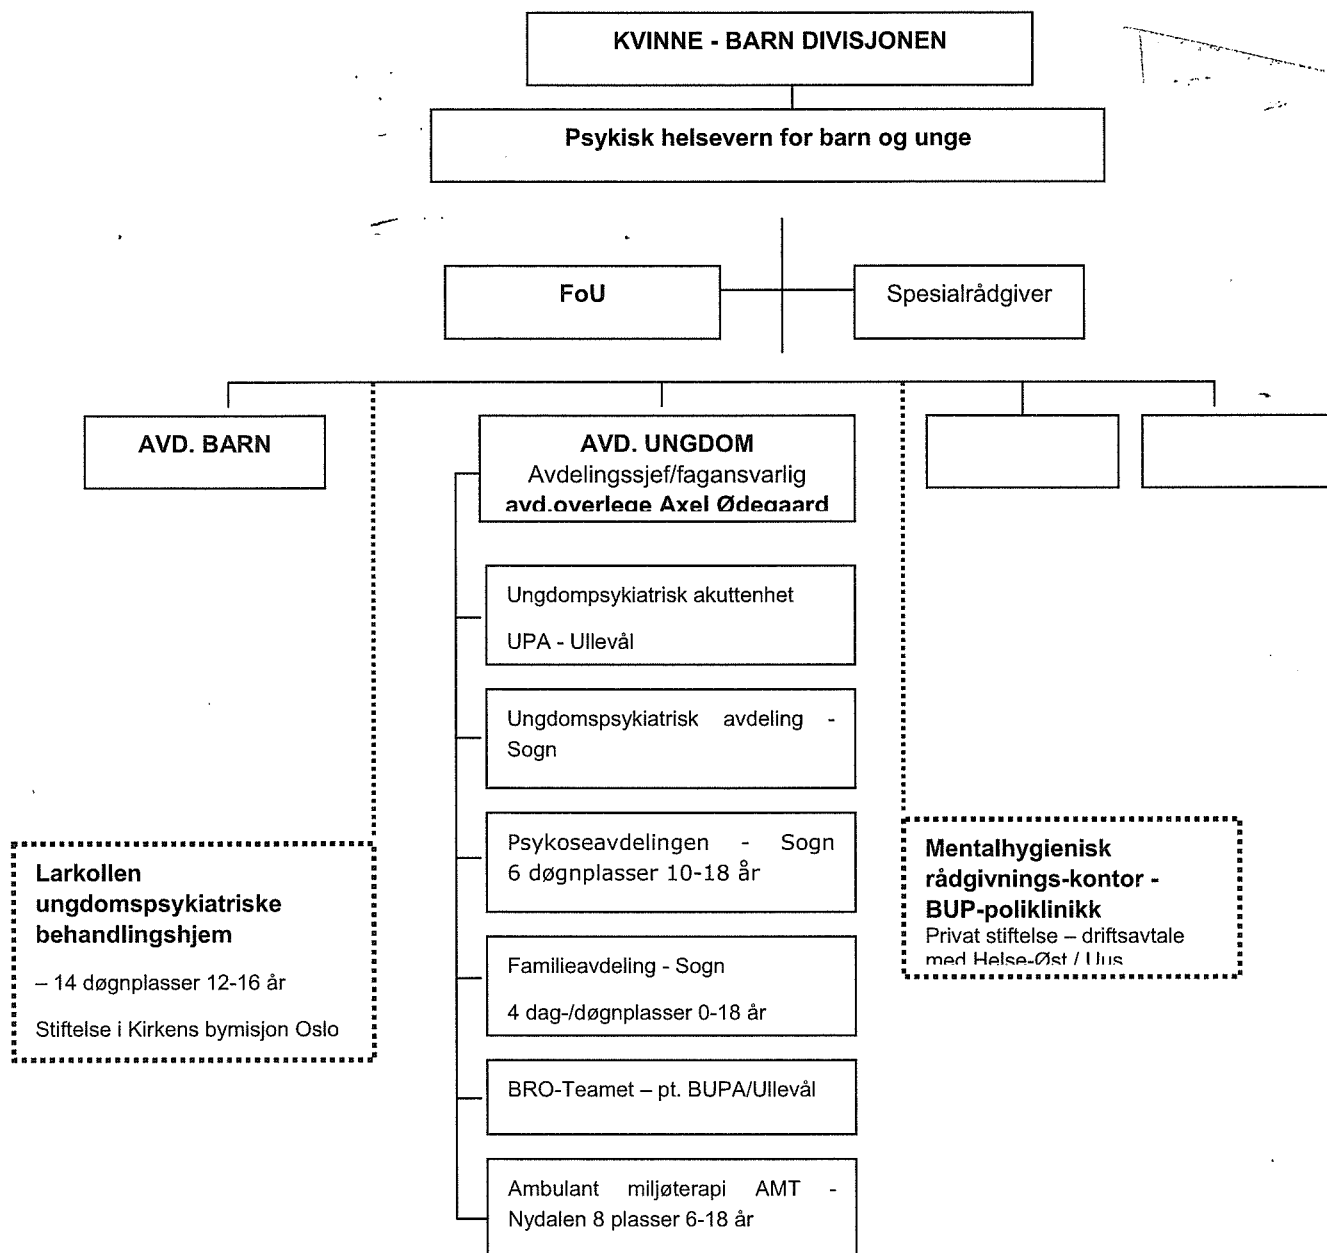 KVINNE - BARN DIVISJONEN
Psykisk helsevern for barn og unge
FoU
Spesialrådgiver
AVD. BARN
AVD. UNGDOM
Avdelingssjef/fagansvarlig
avd.overlege Axel Ødegaard
Ungdompsykiatrisk akuttenhet
UPA - Ullevål
Ungdomspsykiatrisk avdeling -
Sogn
Psykoseavdelingen - Sogn
6 døgnplasser 10-18 år
Familieavdeling - Sogn
4 dag-/døgnplasser 0-18 år
BRO-Teamet – pt. BUPA/Ullevål
Ambulant miljøterapi AMT -
Nydalen 8 plasser 6-18 år
Larkollen
ungdomspsykiatriske
behandlingshjem
– 14 døgnplasser 12-16 år
Stiftelse i Kirkens bymisjon Oslo
Mentalhygienisk
rådgivnings-kontor -
BUP-poliklinikk
Privat stiftelse – driftsavtale
med Helse-Øst / Uus